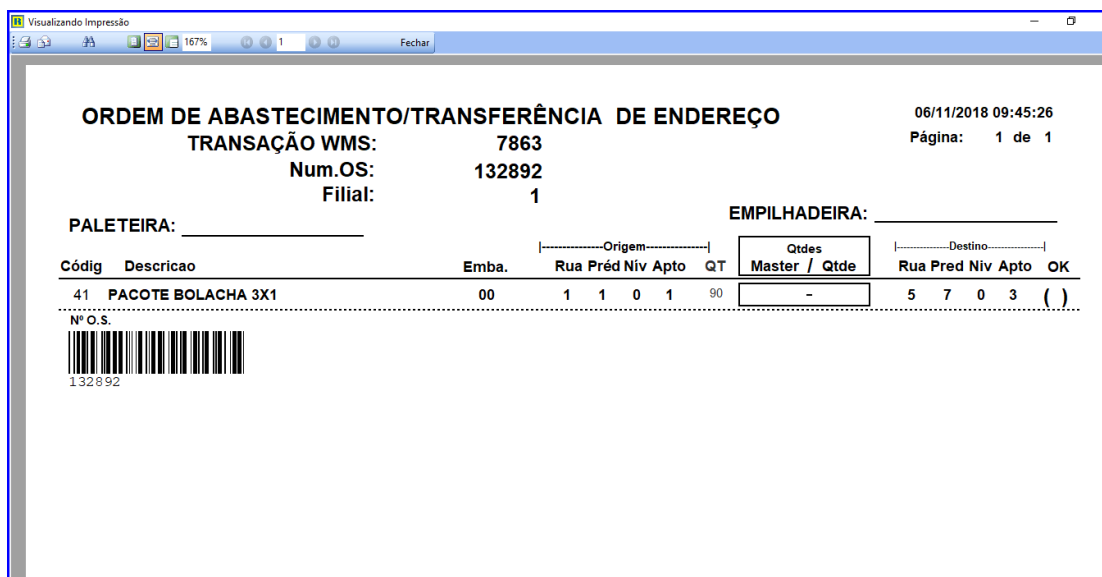 Visualizando Impressão
167% 1 Fechar
ORDEM DE ABASTECIMENTO/TRANSFERÊNCIA DE ENDEREÇO
06/11/2018 09:45:26
TRANSAÇÃO WMS: 7863
Página: 1 de 1
Num.OS: 132892
Filial: 1
PALETEIRA: EMPILHADEIRA:
|---------------Origem---------------| Qtdes |---------------Destino----------------|
Códig Descricao Emba. Rua Préd Nív Apto QT Master / Qtde Rua Pred Niv Apto OK
41 PACOTE BOLACHA 3X1 00 1 1 0 1 90 - 5 7 0 3 ( )
Nº O.S.
132892